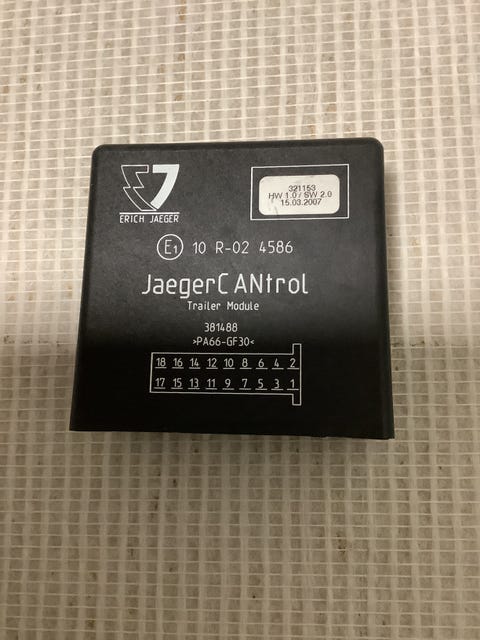 ERICH JAEGER
321153
HW 1.0 / SW 2.0
15.03.2007
E1 10 R-02 4586
JaegerCANtrol
Trailer Module
381488
>PA66-GF30<
18 16 14 12 10 8 6 4 2
17 15 13 11 9 7 5 3 1